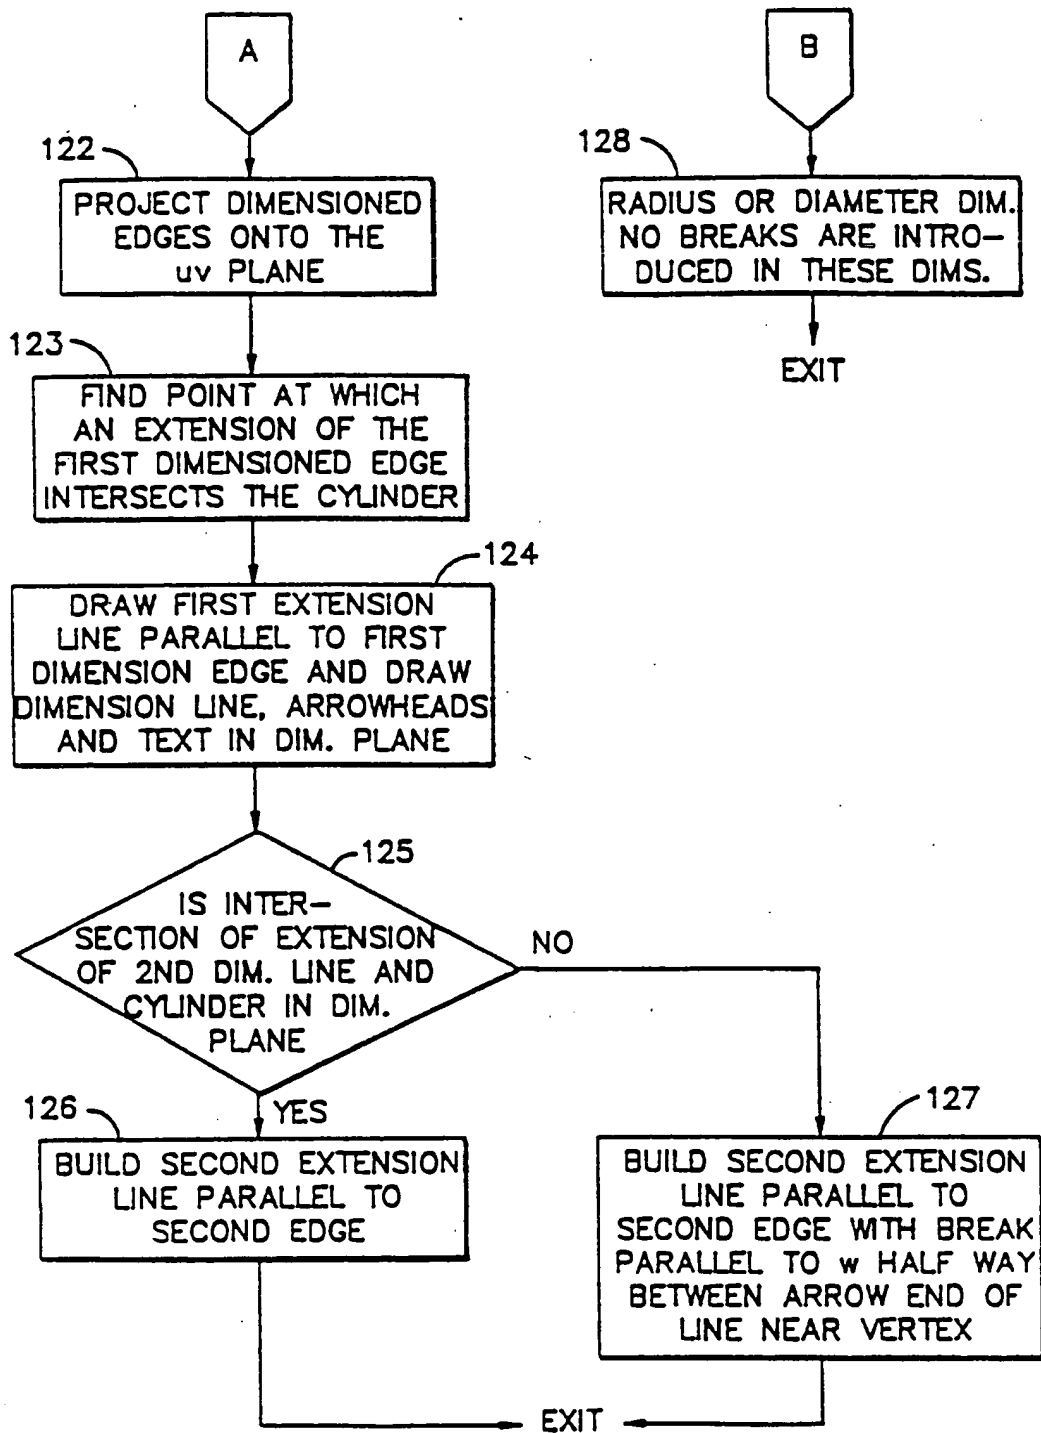 A
122
PROJECT DIMENSIONED
EDGES ONTO THE
uv PLANE
123
FIND POINT AT WHICH
AN EXTENSION OF THE
FIRST DIMENSIONED EDGE
INTERSECTS THE CYLINDER
124
DRAW FIRST EXTENSION
LINE PARALLEL TO FIRST
DIMENSION EDGE AND DRAW
DIMENSION LINE, ARROWHEADS
AND TEXT IN DIM. PLANE
125
IS INTER-
SECTION OF EXTENSION
OF 2ND DIM. LINE AND
CYLINDER IN DIM.
PLANE
NO
YES
126
BUILD SECOND EXTENSION
LINE PARALLEL TO
SECOND EDGE
127
BUILD SECOND EXTENSION
LINE PARALLEL TO
SECOND EDGE WITH BREAK
PARALLEL TO w HALF WAY
BETWEEN ARROW END OF
LINE NEAR VERTEX
EXIT
B
128
RADIUS OR DIAMETER DIM.
NO BREAKS ARE INTRO-
DUCED IN THESE DIMS.
EXIT